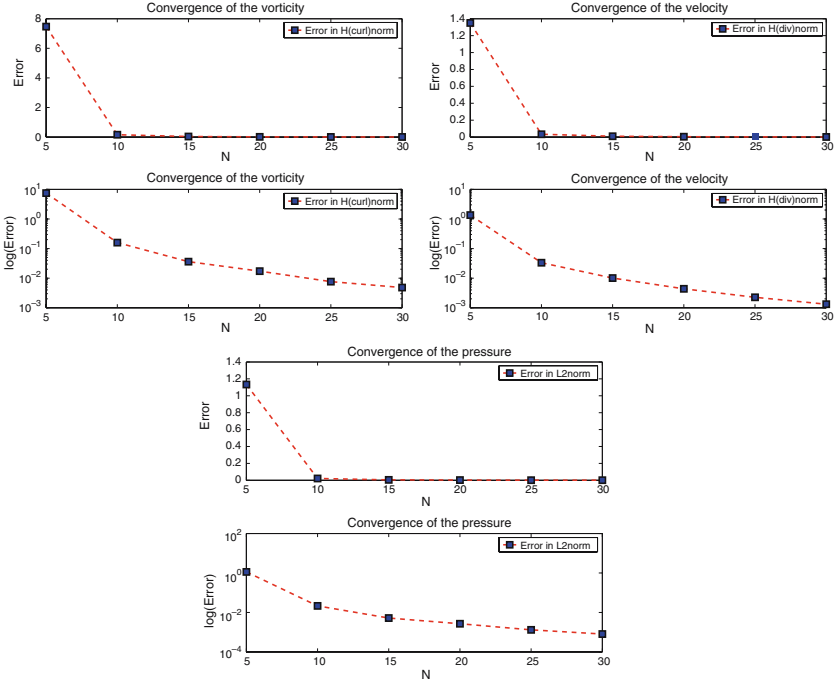 Convergence of the vorticity
8
6
4
2
0
Error
Error in H(curl)norm
5 10 15 20 25 30
N
Convergence of the velocity
1.4
1.2
1
0.8
0.6
0.4
0.2
0
Error
Error in H(div)norm
5 10 15 20 25 30
N
Convergence of the vorticity
10^1
10^0
10^-1
10^-2
10^-3
log(Error)
Error in H(curl)norm
5 10 15 20 25 30
N
Convergence of the velocity
10^1
10^0
10^-1
10^-2
10^-3
log(Error)
Error in H(div)norm
5 10 15 20 25 30
N
Convergence of the pressure
1.4
1.2
1
0.8
0.6
0.4
0.2
0
Error
Error in L2norm
5 10 15 20 25 30
N
Convergence of the pressure
10^2
10^0
10^-2
10^-4
log(Error)
Error in L2norm
5 10 15 20 25 30
N